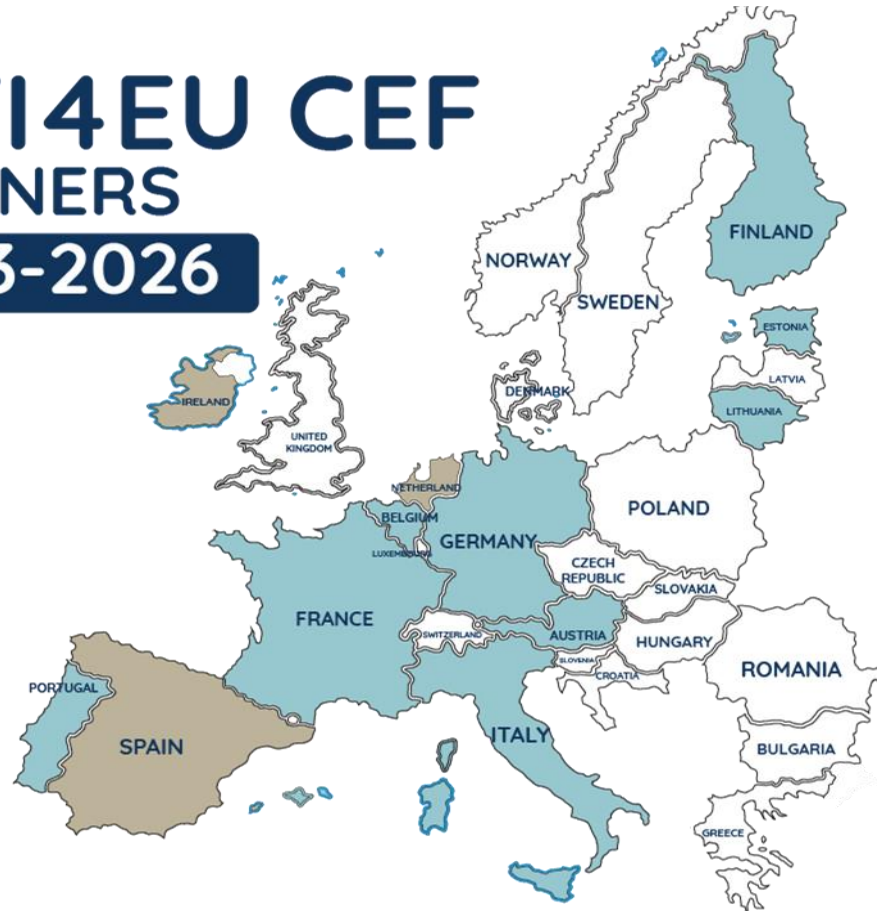 I4EU CEF
NERS
3-2026
NORWAY
FINLAND
SWEDEN
ESTONIA
LATVIA
LITHUANIA
DENMARK
IRELAND
UNITED
KINGDOM
NETHERLAND
BELGIUM
LUXEMBOURG
GERMANY
POLAND
CZECH
REPUBLIC
SLOVAKIA
FRANCE
SWITZERLAND
AUSTRIA
HUNGARY
SLOVENIA
CROATIA
ROMANIA
PORTUGAL
SPAIN
ITALY
BULGARIA
GREECE